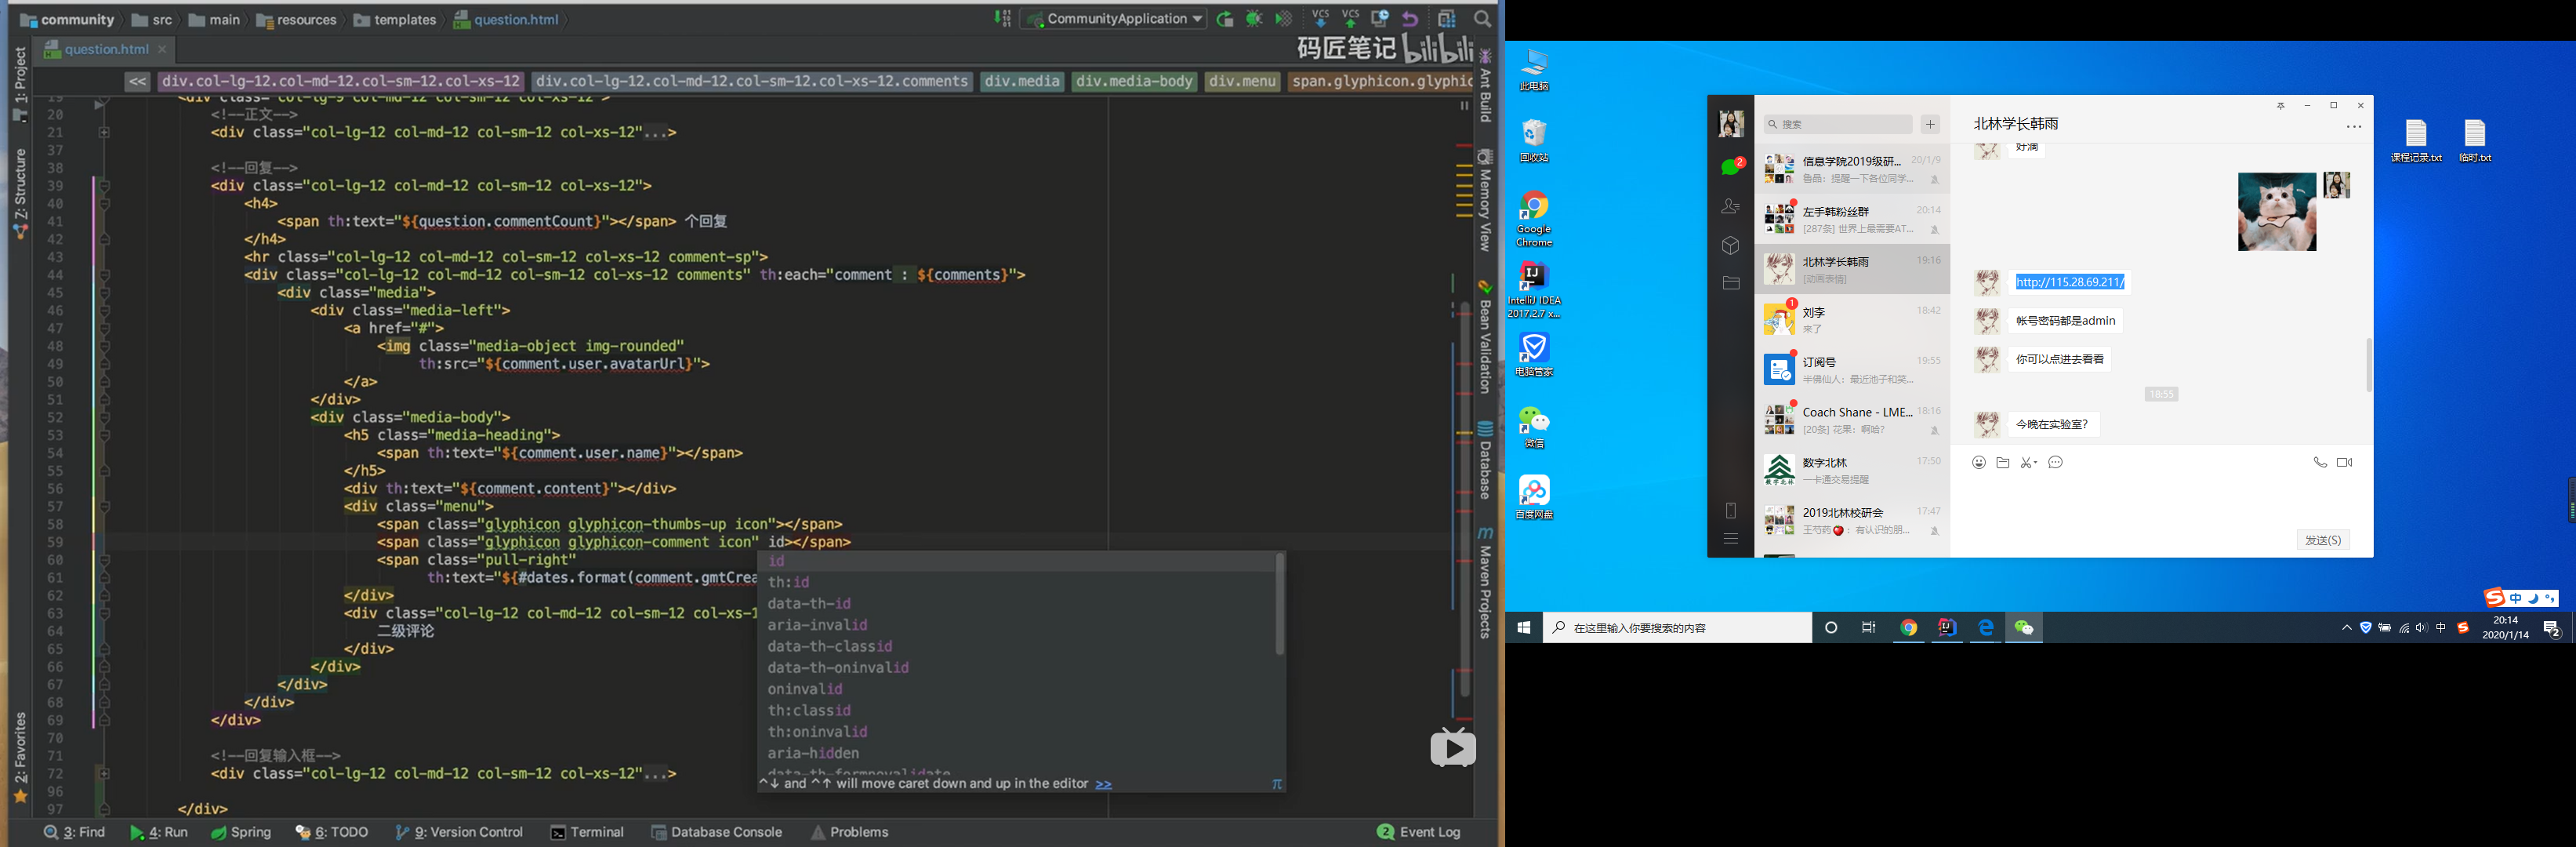 community src main resources templates question.html
CommunityApplication
VCS VCS
question.html
码匠笔记 bilibili
<< div.col-lg-12.col-md-12.col-sm-12.col-xs-12 div.col-lg-12.col-md-12.col-sm-12.col-xs-12.comments div.media div.media-body div.menu span.glyphicon.glyphic
1: Project
Z: Structure
2: Favorites
19 <div class="col-lg-9 col-md-12 col-sm-12 col-xs-12">
20 <!--正文-->
21 <div class="col-lg-12 col-md-12 col-sm-12 col-xs-12"...>
37
38 <!--回复-->
39 <div class="col-lg-12 col-md-12 col-sm-12 col-xs-12">
40 <h4>
41 <span th:text="${question.commentCount}"></span> 个回复
42 </h4>
43 <hr class="col-lg-12 col-md-12 col-sm-12 col-xs-12 comment-sp">
44 <div class="col-lg-12 col-md-12 col-sm-12 col-xs-12 comments" th:each="comment : ${comments}">
45 <div class="media">
46 <div class="media-left">
47 <a href="#">
48 <img class="media-object img-rounded"
49 th:src="${comment.user.avatarUrl}">
50 </a>
51 </div>
52 <div class="media-body">
53 <h5 class="media-heading">
54 <span th:text="${comment.user.name}"></span>
55 </h5>
56 <div th:text="${comment.content}"></div>
57 <div class="menu">
58 <span class="glyphicon glyphicon-thumbs-up icon"></span>
59 <span class="glyphicon glyphicon-comment icon" id></span>
60 <span class="pull-right"
61 th:text="${#dates.format(comment.gmtCrea
62 </div>
63 <div class="col-lg-12 col-md-12 col-sm-12 col-xs-1
64 二级评论
65 </div>
66 </div>
67 </div>
68 </div>
69 </div>
70
71 <!--回复输入框-->
72 <div class="col-lg-12 col-md-12 col-sm-12 col-xs-12"...>
96
97 </div>
id
th:id
data-th-id
aria-invalid
data-th-classid
data-th-oninvalid
oninvalid
th:classid
th:oninvalid
aria-hidden
data-th-formnovalidate
^↓ and ^↑ will move caret down and up in the editor >> π
Ant Build
Memory View
Bean Validation
Database
Maven Projects
3: Find 4: Run Spring 6: TODO 9: Version Control Terminal Database Console Problems 2 Event Log
此电脑
回收站
Google Chrome
IntelliJ IDEA 2017.2.7 x...
电脑管家
微信
百度网盘
课程记录.txt
临时.txt
2
搜索
信息学院2019级研... 20/1/9
鲁晶：提醒一下各位同学...
左手韩粉丝群 20:14
[287条] 世界上最需要AT...
北林学长韩雨 19:16
[动画表情]
1
刘李 18:42
来了
订阅号 19:55
半佛仙人：最近池子和笑...
Coach Shane - LME... 18:16
[20条] 花果：啊哈?
数字北林 17:50
一卡通交易提醒
2019北林校研会 17:47
王芍药：有认识的朋...
北林学长韩雨
好滴
http://115.28.69.211/
帐号密码都是admin
你可以点进去看看
18:55
今晚在实验室?
发送(S)
中
在这里输入你要搜索的内容
中
20:14
2020/1/14
2